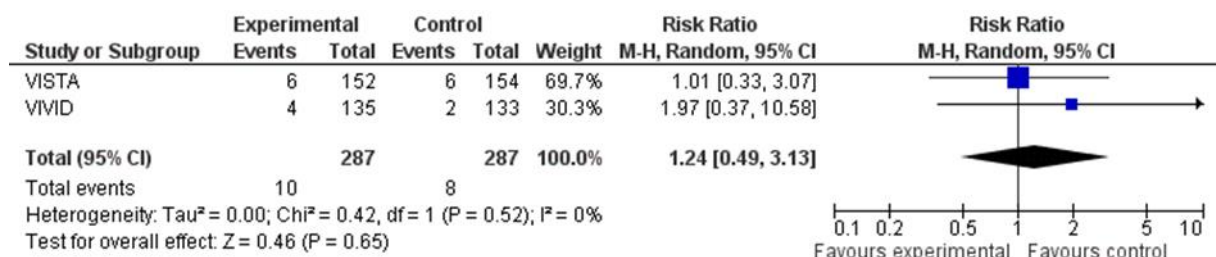 Experimental Control Risk Ratio Risk Ratio
Study or Subgroup Events Total Events Total Weight M-H, Random, 95% CI M-H, Random, 95% CI
VISTA 6 152 6 154 69.7% 1.01 [0.33, 3.07]
VIVID 4 135 2 133 30.3% 1.97 [0.37, 10.58]
Total (95% CI) 287 287 100.0% 1.24 [0.49, 3.13]
Total events 10 8
Heterogeneity: Tau² = 0.00; Chi² = 0.42, df = 1 (P = 0.52); I² = 0%
Test for overall effect: Z = 0.46 (P = 0.65)
0.1 0.2 0.5 1 2 5 10
Favours experimental Favours control